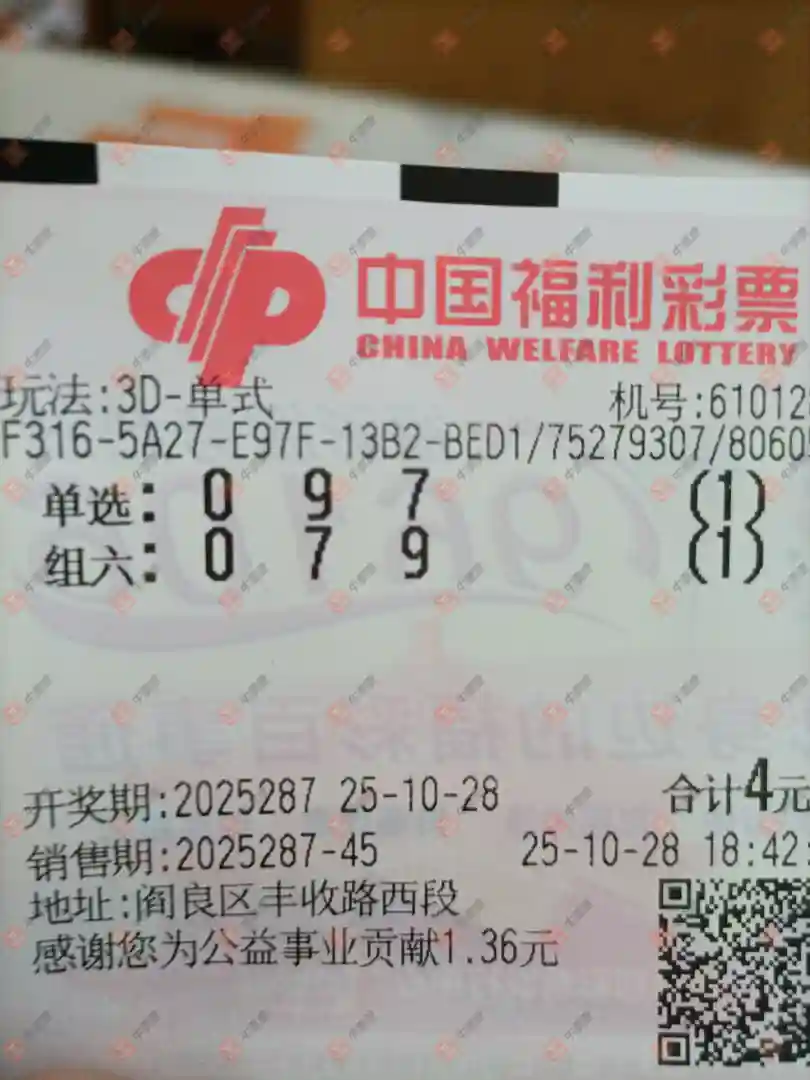 中国福利彩票
CHINA WELFARE LOTTERY
玩法:3D-单式 机号:61012
F316-5A27-E97F-13B2-BED1/75279307/8060
单选: 0 9 7 (1)
组六: 0 7 9 (1)
开奖期:2025287 25-10-28 合计4元
销售期:2025287-45 25-10-28 18:42:
地址:阎良区丰收路西段
感谢您为公益事业贡献1.36元